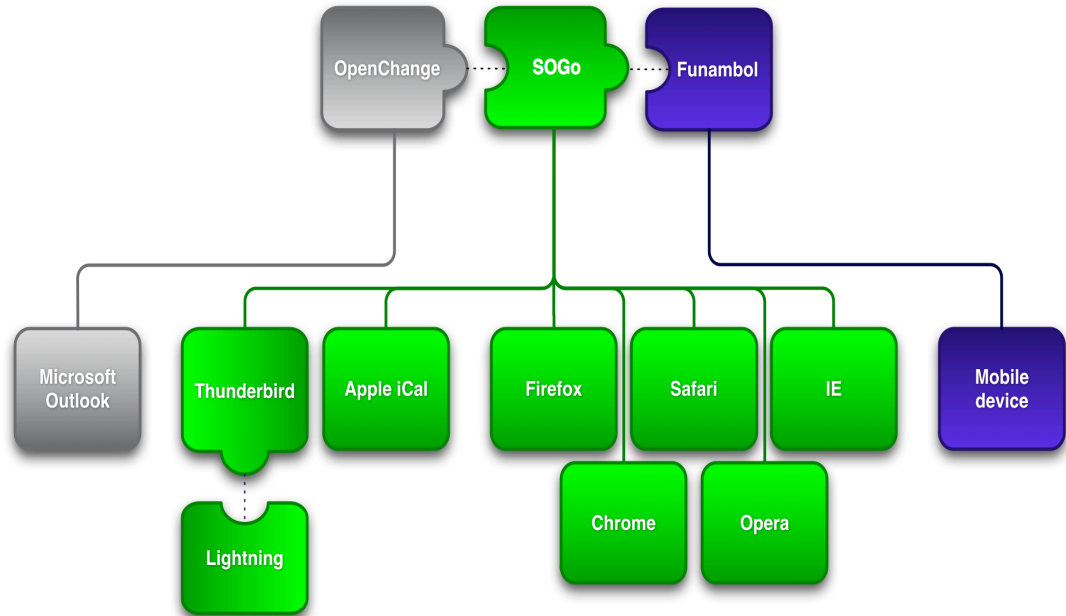 OpenChange
SOGo
Funambol
Microsoft
Outlook
Thunderbird
Apple iCal
Firefox
Safari
IE
Mobile
device
Chrome
Opera
Lightning